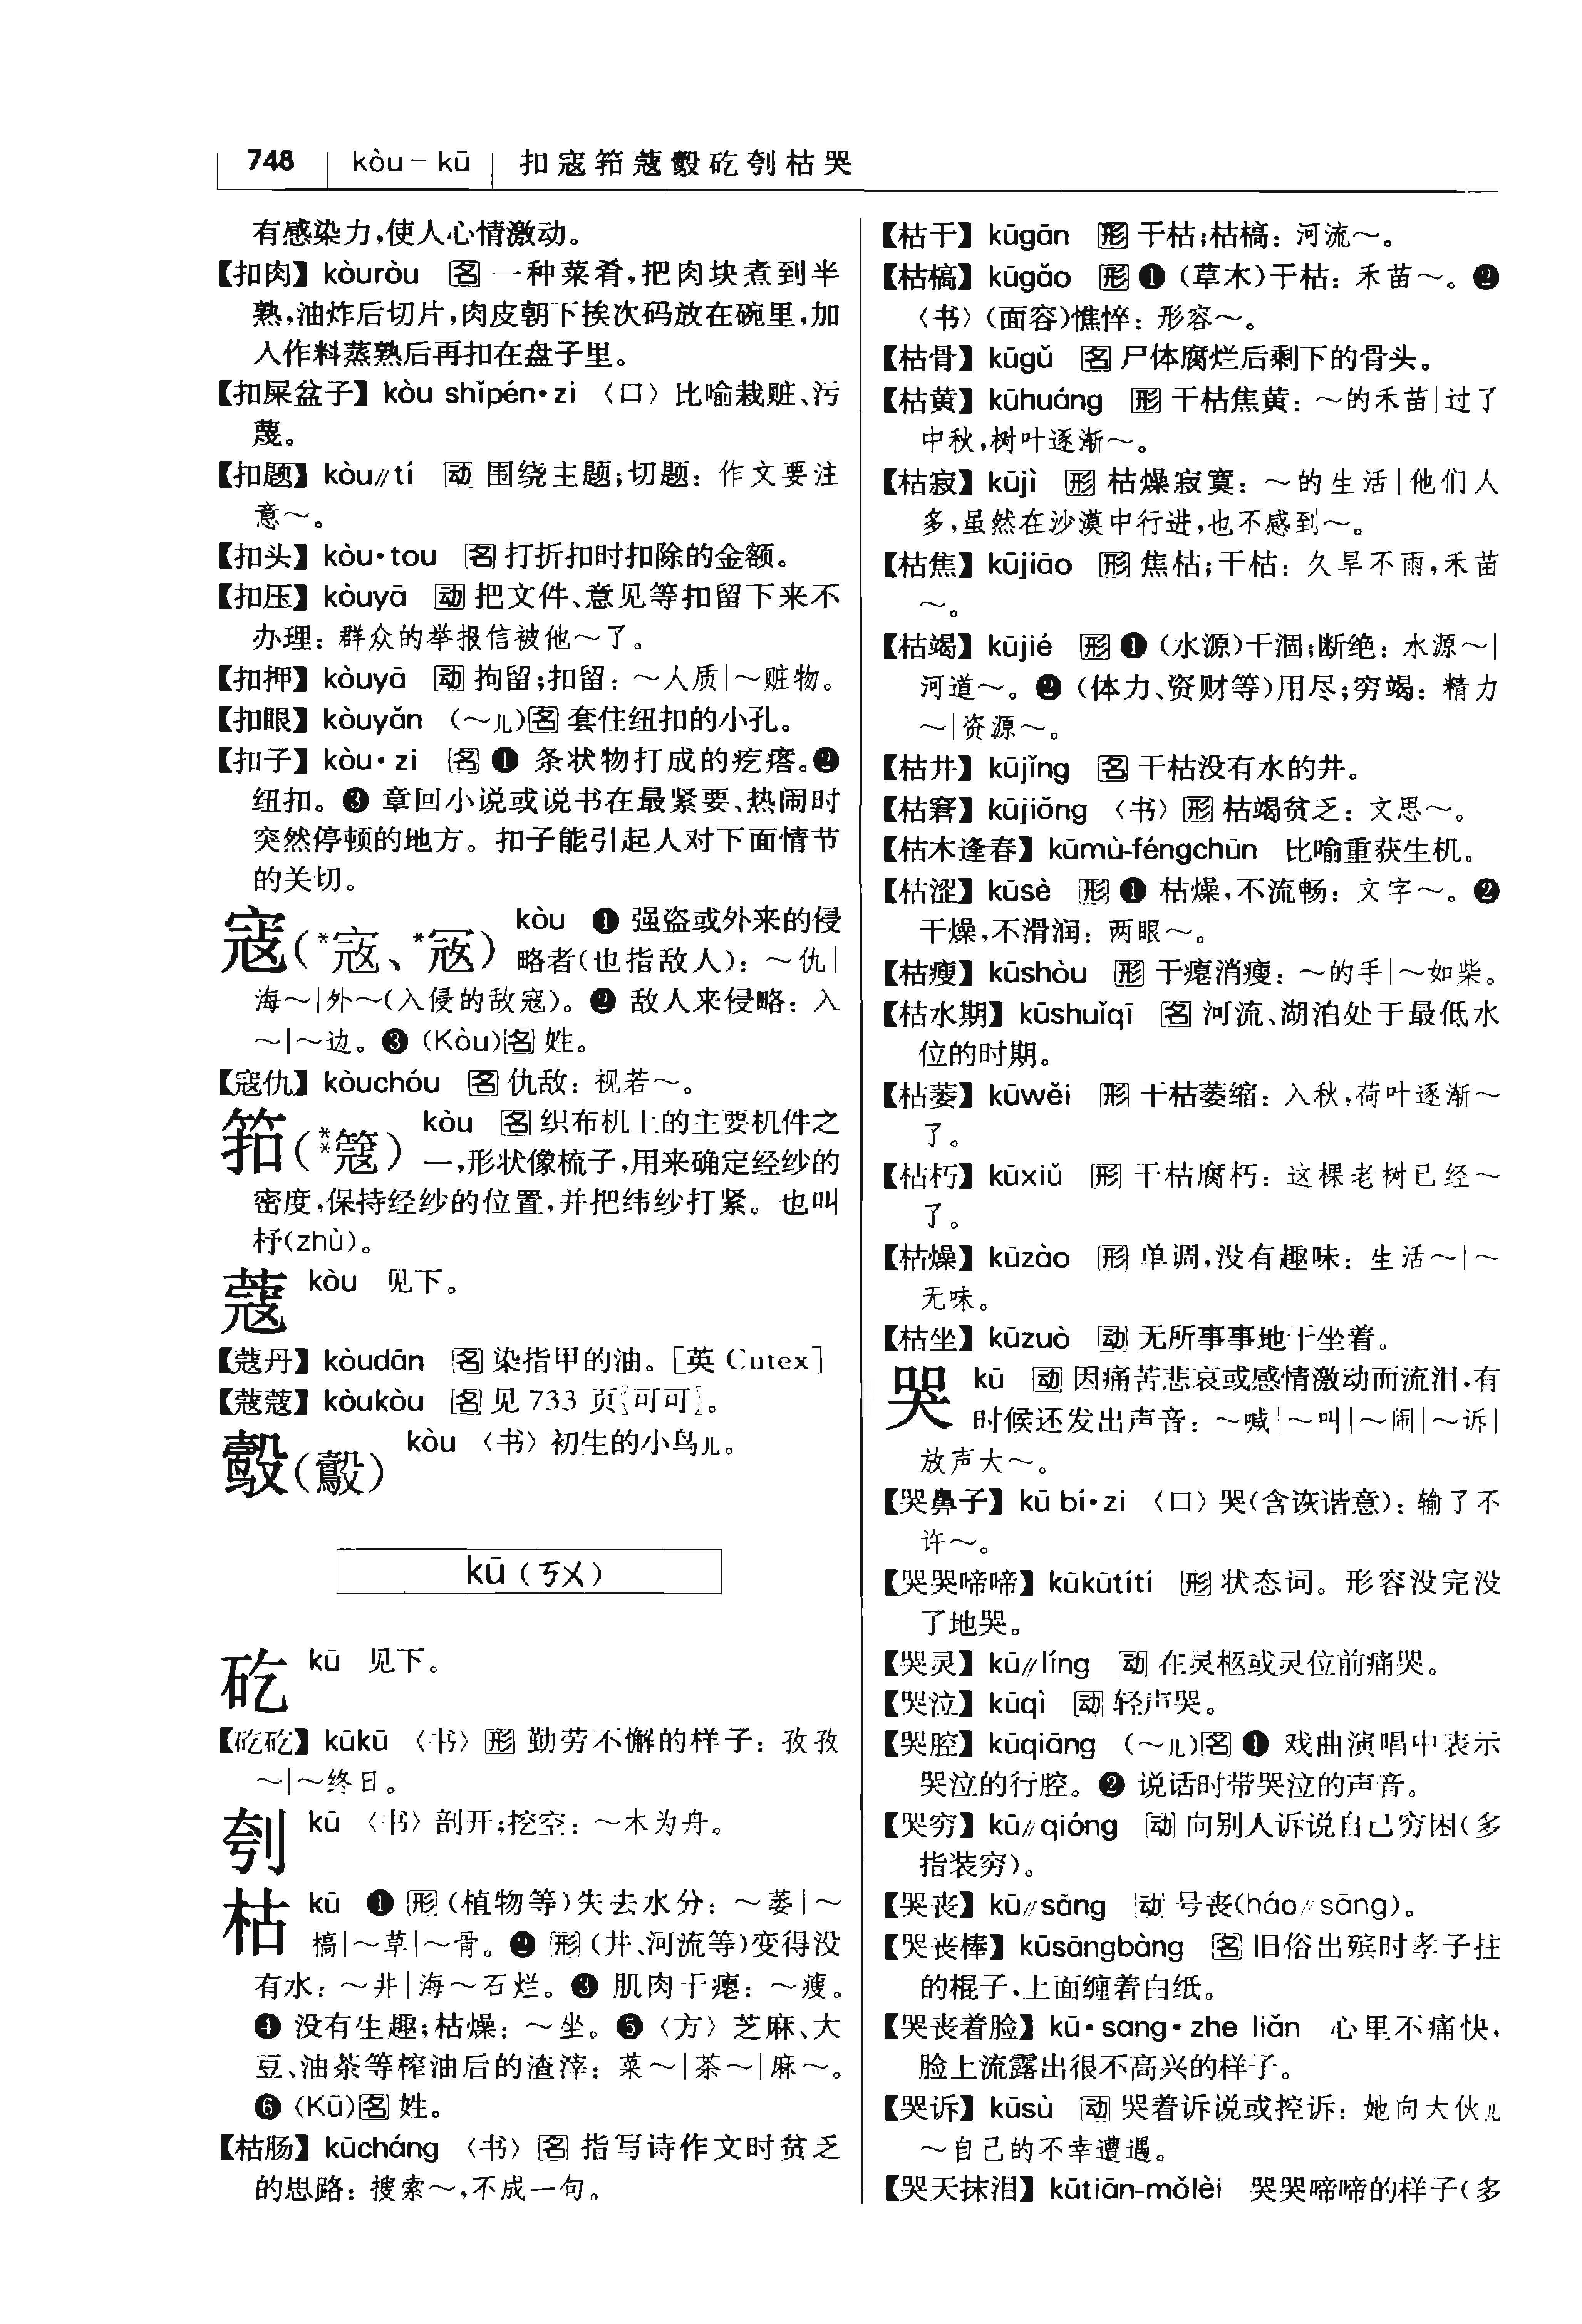 748 kòu－kū 扣寇筘蔻鷇矻刳枯哭
有感染力,使人心情激动。
【扣肉】kòuròu 名 一种菜肴,把肉块煮到半
熟,油炸后切片,肉皮朝下挨次码放在碗里,加
入作料蒸熟后再扣在盘子里。
【扣屎盆子】kòu shǐpén•zi 〈口〉比喻栽赃、污
蔑。
【扣题】kòu∥tí 动 围绕主题;切题：作文要注
意～。
【扣头】kòu•tou 名 打折扣时扣除的金额。
【扣压】kòuyā 动 把文件、意见等扣留下来不
办理：群众的举报信被他～了。
【扣押】kòuyā 动 拘留;扣留：～人质|～赃物。
【扣眼】kòuyǎn （～儿)名 套住纽扣的小孔。
【扣子】kòu•zi 名 ❶ 条状物打成的疙瘩。❷
纽扣。❸ 章回小说或说书在最紧要、热闹时
突然停顿的地方。扣子能引起人对下面情节
的关切。
寇(*宼、*冦) kòu ❶ 强盗或外来的侵
略者(也指敌人)：～仇|
海～|外～(入侵的敌寇)。❷ 敌人来侵略：入
～|～边。❸ (Kòu)名 姓。
【寇仇】kòuchóu 名 仇敌：视若～。
筘(**簆) kòu 名 织布机上的主要机件之
一,形状像梳子,用来确定经纱的
密度,保持经纱的位置,并把纬纱打紧。也叫
杼(zhù)。
蔻 kòu 见下。
【蔻丹】kòudān 名 染指甲的油。[英 Cutex]
【蔻蔻】kòukòu 名 见 733 页〖可可〗。
鷇(鷇) kòu 〈书〉初生的小鸟儿。
kū (ㄎㄨ)
矻 kū 见下。
【矻矻】kūkū 〈书〉形 勤劳不懈的样子：孜孜
～|～终日。
刳 kū 〈书〉剖开;挖空：～木为舟。
枯 kū ❶ 形 (植物等)失去水分：～萎|～
槁|～草|～骨。❷ 形 (井、河流等)变得没
有水：～井|海～石烂。❸ 肌肉干瘪：～瘦。
❹ 没有生趣;枯燥：～坐。❺〈方〉芝麻、大
豆、油茶等榨油后的渣滓：菜～|茶～|麻～。
❻ (Kū)名 姓。
【枯肠】kūcháng 〈书〉名 指写诗作文时贫乏
的思路：搜索～,不成一句。
【枯干】kūgān 形 干枯;枯槁：河流～。
【枯槁】kūgǎo 形 ❶ (草木)干枯：禾苗～。❷
〈书〉(面容)憔悴：形容～。
【枯骨】kūgǔ 名 尸体腐烂后剩下的骨头。
【枯黄】kūhuáng 形 干枯焦黄：～的禾苗|过了
中秋,树叶逐渐～。
【枯寂】kūjì 形 枯燥寂寞：～的生活|他们人
多,虽然在沙漠中行进,也不感到～。
【枯焦】kūjiāo 形 焦枯;干枯：久旱不雨,禾苗
～。
【枯竭】kūjié 形 ❶ (水源)干涸;断绝：水源～|
河道～。❷ (体力、资财等)用尽;穷竭：精力
～|资源～。
【枯井】kūjǐng 名 干枯没有水的井。
【枯窘】kūjiǒng 〈书〉形 枯竭贫乏：文思～。
【枯木逢春】kūmù-féngchūn 比喻重获生机。
【枯涩】kūsè 形 ❶ 枯燥,不流畅：文字～。❷
干燥,不滑润：两眼～。
【枯瘦】kūshòu 形 干瘪消瘦：～的手|～如柴。
【枯水期】kūshuǐqī 名 河流、湖泊处于最低水
位的时期。
【枯萎】kūwěi 形 干枯萎缩：入秋,荷叶逐渐～
了。
【枯朽】kūxiǔ 形 干枯腐朽：这棵老树已经～
了。
【枯燥】kūzào 形 单调,没有趣味：生活～|～
无味。
【枯坐】kūzuò 动 无所事事地干坐着。
哭 kū 动 因痛苦悲哀或感情激动而流泪,有
时候还发出声音：～喊|～叫|～闹|～诉|
放声大～。
【哭鼻子】kū bí•zi 〈口〉哭(含诙谐意)：输了不
许～。
【哭哭啼啼】kūkūtítí 形 状态词。形容没完没
了地哭。
【哭灵】kū∥líng 动 在灵柩或灵位前痛哭。
【哭泣】kūqì 动 轻声哭。
【哭腔】kūqiāng （～儿)名 ❶ 戏曲演唱中表示
哭泣的行腔。❷ 说话时带哭泣的声音。
【哭穷】kū∥qióng 动 向别人诉说自己穷困(多
指装穷)。
【哭丧】kū∥sāng 动 号丧(háo∥sāng)。
【哭丧棒】kūsāngbàng 名 旧俗出殡时孝子拄
的棍子,上面缠着白纸。
【哭丧着脸】kū•sang•zhe liǎn 心里不痛快,
脸上流露出很不高兴的样子。
【哭诉】kūsù 动 哭着诉说或控诉：她向大伙儿
～自己的不幸遭遇。
【哭天抹泪】kūtiān-mǒlèi 哭哭啼啼的样子(多